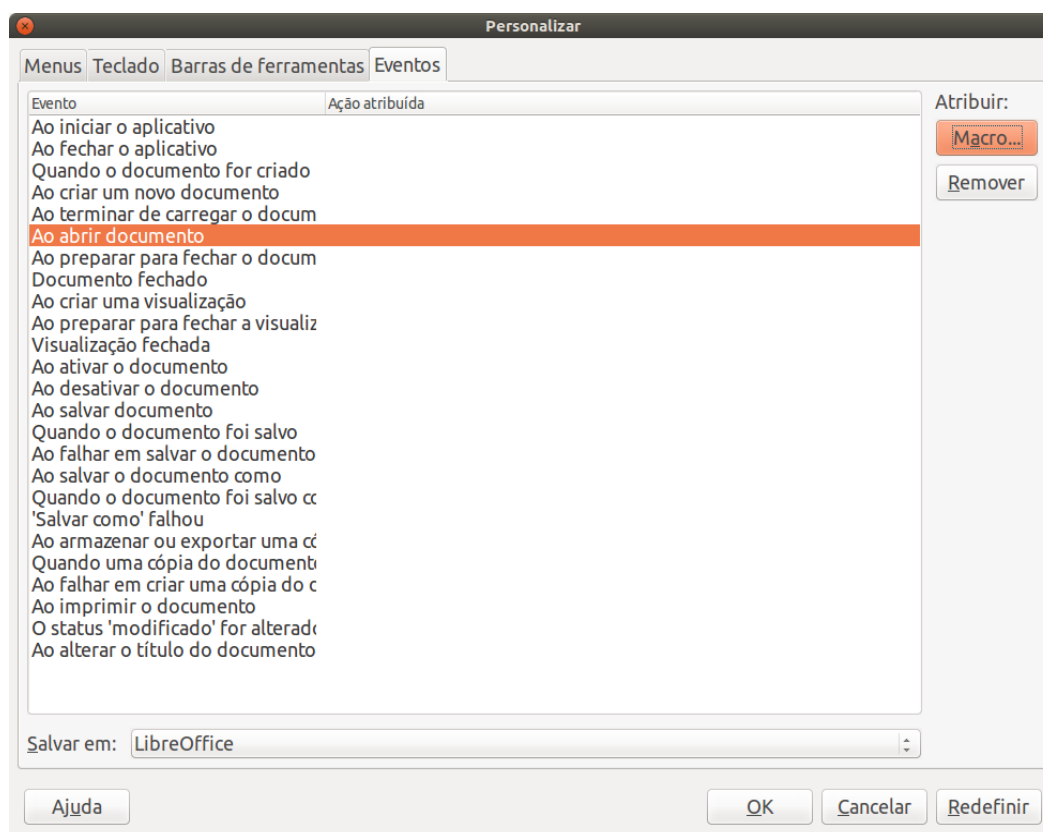 Personalizar
Menus Teclado Barras de ferramentas Eventos
Evento Ação atribuída
Atribuir:
Ao iniciar o aplicativo
Macro...
Ao fechar o aplicativo
Quando o documento for criado
Remover
Ao criar um novo documento
Ao terminar de carregar o docum
Ao abrir documento
Ao preparar para fechar o docum
Documento fechado
Ao criar uma visualização
Ao preparar para fechar a visualiz
Visualização fechada
Ao ativar o documento
Ao desativar o documento
Ao salvar documento
Quando o documento foi salvo
Ao falhar em salvar o documento
Ao salvar o documento como
Quando o documento foi salvo co
'Salvar como' falhou
Ao armazenar ou exportar uma có
Quando uma cópia do document
Ao falhar em criar uma cópia do d
Ao imprimir o documento
O status 'modificado' for alterad
Ao alterar o título do documento
Salvar em: LibreOffice
Ajuda OK Cancelar Redefinir